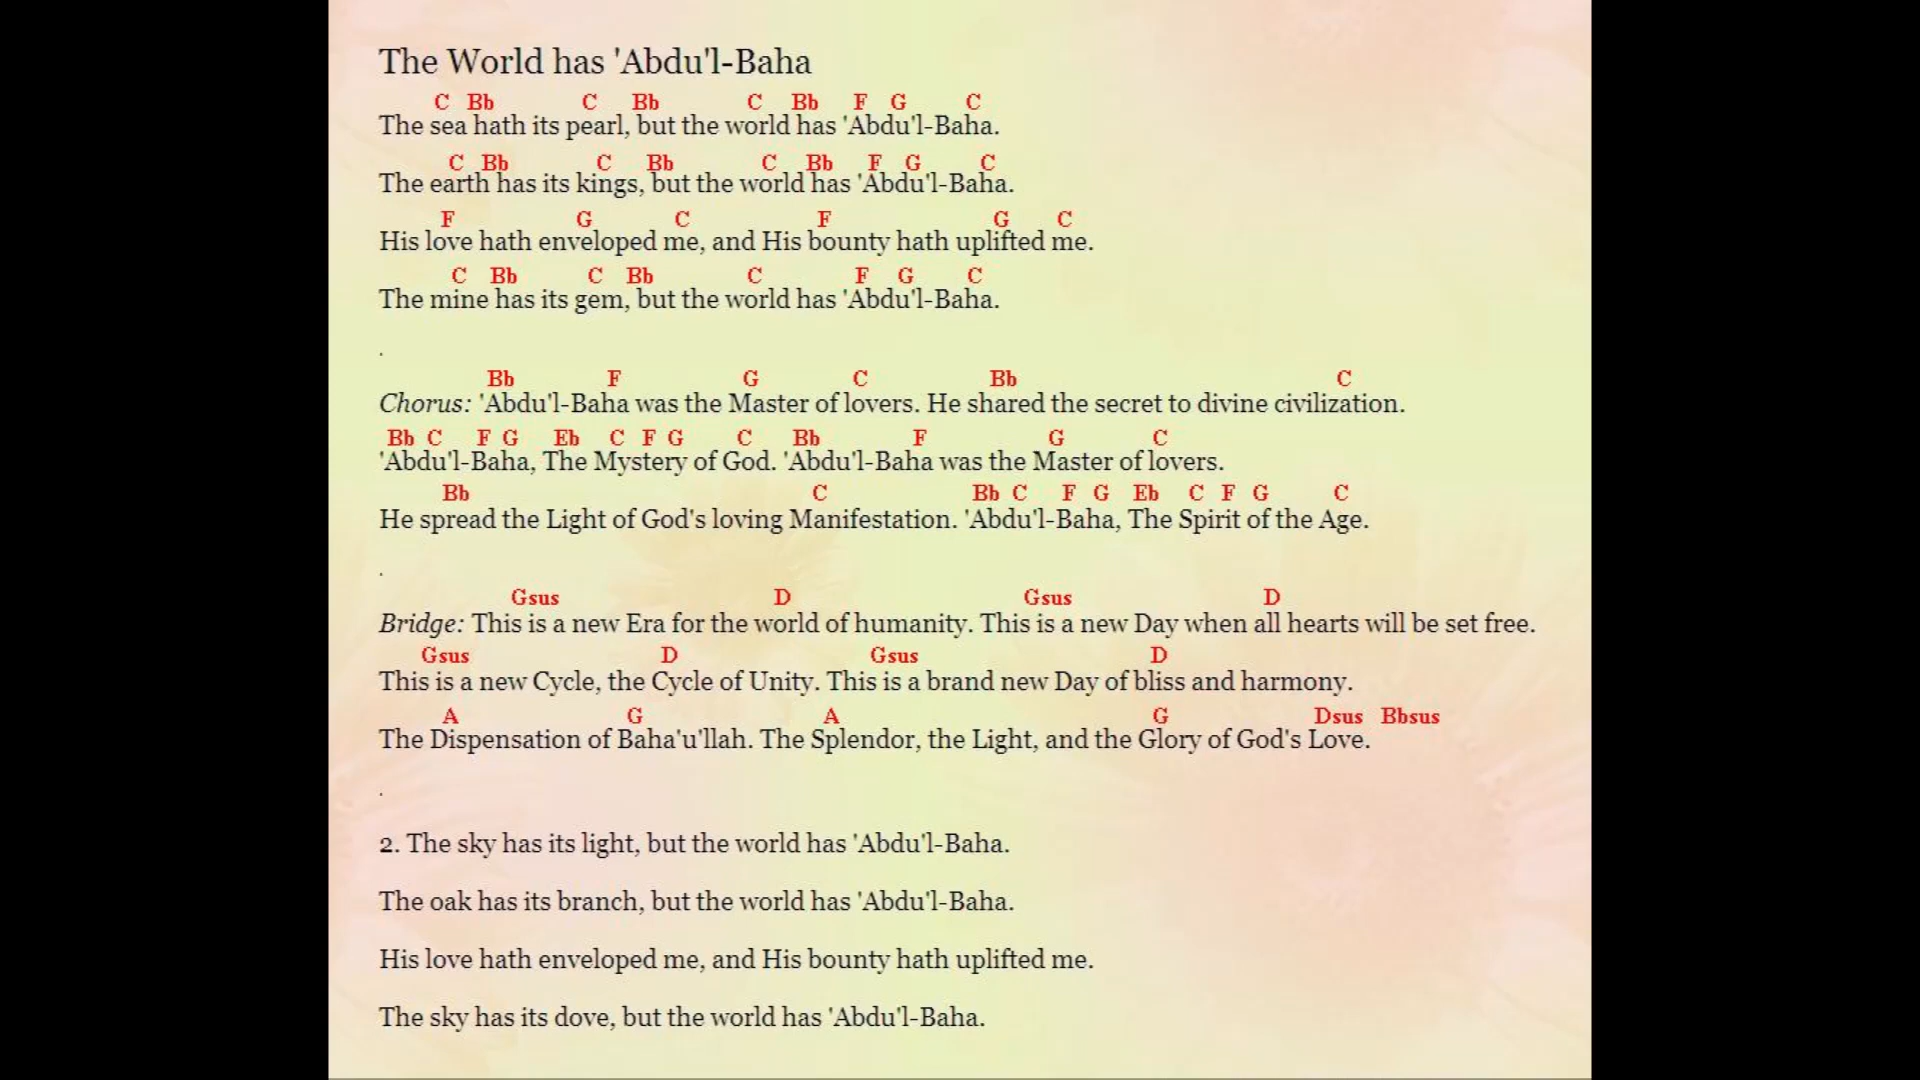 The World has 'Abdu'l-Baha
C Bb C Bb C Bb F G C
The sea hath its pearl, but the world has 'Abdu'l-Baha.
C Bb C Bb C Bb F G C
The earth has its kings, but the world has 'Abdu'l-Baha.
F G C F G C
His love hath enveloped me, and His bounty hath uplifted me.
C Bb C Bb C F G C
The mine has its gem, but the world has 'Abdu'l-Baha.
.
Bb F G C Bb C
Chorus: 'Abdu'l-Baha was the Master of lovers. He shared the secret to divine civilization.
Bb C F G Eb C F G C Bb F G C
'Abdu'l-Baha, The Mystery of God. 'Abdu'l-Baha was the Master of lovers.
Bb C Bb C F G Eb C F G C
He spread the Light of God's loving Manifestation. 'Abdu'l-Baha, The Spirit of the Age.
.
Gsus D Gsus D
Bridge: This is a new Era for the world of humanity. This is a new Day when all hearts will be set free.
Gsus D Gsus D
This is a new Cycle, the Cycle of Unity. This is a brand new Day of bliss and harmony.
A G A G Dsus Bbsus
The Dispensation of Baha'u'llah. The Splendor, the Light, and the Glory of God's Love.
.
2. The sky has its light, but the world has 'Abdu'l-Baha.
The oak has its branch, but the world has 'Abdu'l-Baha.
His love hath enveloped me, and His bounty hath uplifted me.
The sky has its dove, but the world has 'Abdu'l-Baha.